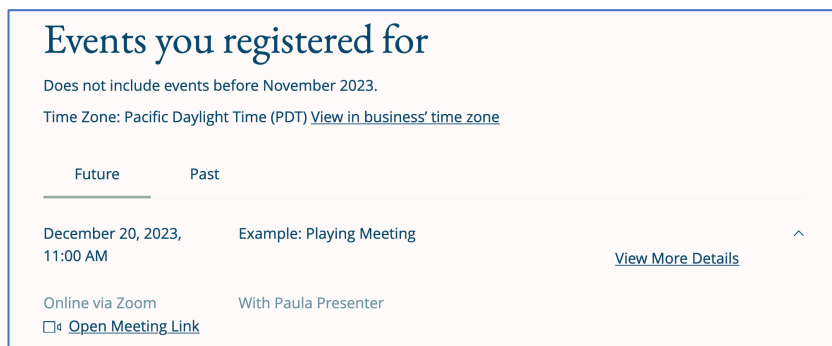 Events you registered for
Does not include events before November 2023.
Time Zone: Pacific Daylight Time (PDT) View in business’ time zone
Future Past
December 20, 2023, Example: Playing Meeting
11:00 AM
View More Details
Online via Zoom With Paula Presenter
Open Meeting Link